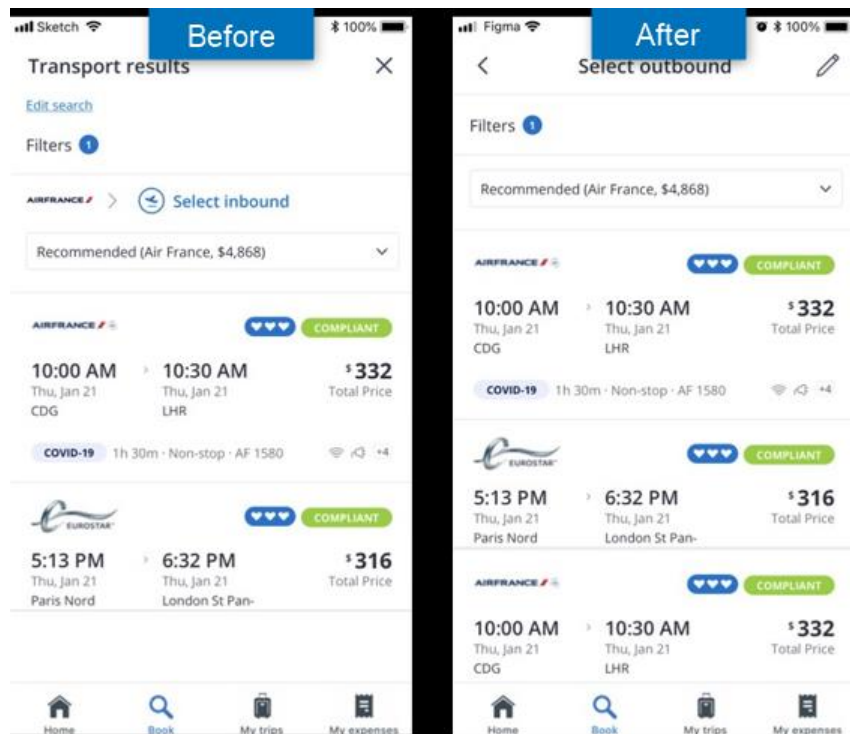 Sketch
100%
Before
Transport results
Edit search
Filters 1
AIRFRANCE
Select inbound
Recommended (Air France, $4,868)
AIRFRANCE
COMPLIANT
10:00 AM 10:30 AM $332
Thu, Jan 21 Thu, Jan 21 Total Price
CDG LHR
COVID-19 1h 30m · Non-stop · AF 1580 +4
EUROSTAR
COMPLIANT
5:13 PM 6:32 PM $316
Thu, Jan 21 Thu, Jan 21 Total Price
Paris Nord London St Pan-
Home Book My trips My expenses
Figma
100%
After
Select outbound
Filters 1
Recommended (Air France, $4,868)
AIRFRANCE
COMPLIANT
10:00 AM 10:30 AM $332
Thu, Jan 21 Thu, Jan 21 Total Price
CDG LHR
COVID-19 1h 30m · Non-stop · AF 1580 +4
EUROSTAR
COMPLIANT
5:13 PM 6:32 PM $316
Thu, Jan 21 Thu, Jan 21 Total Price
Paris Nord London St Pan-
AIRFRANCE
COMPLIANT
10:00 AM 10:30 AM $332
Thu, Jan 21 Thu, Jan 21 Total Price
CDG LHR
Home Book My trips My expenses